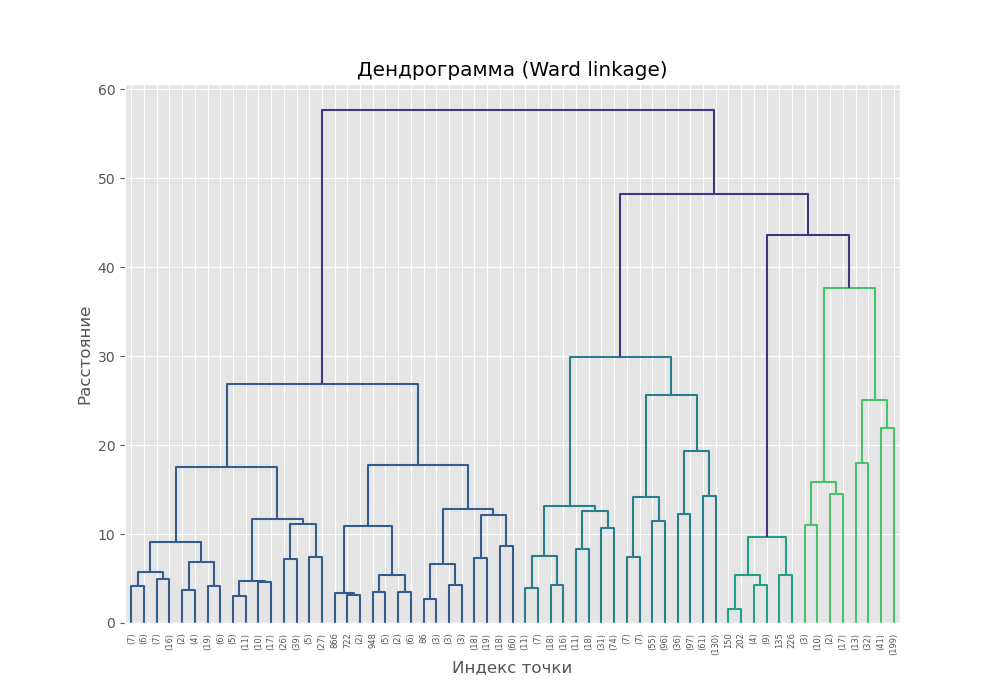 Дендрограмма (Ward linkage)
60
50
40
30
20
10
0
Расстояние
(7) (6) (7) (16) (2) (4) (19) (6) (5) (11) (10) (17) (26) (39) (5) (27) 866 722 (2) 948 (5) (2) (6) 86 (3) (3) (3) (18) (19) (18) (60) (11) (7) (18) (16) (11) (18) (31) (74) (7) (7) (55) (96) (36) (97) (61) (130) 150 202 (4) (9) 135 226 (3) (10) (2) (17) (13) (32) (41) (199)
Индекс точки